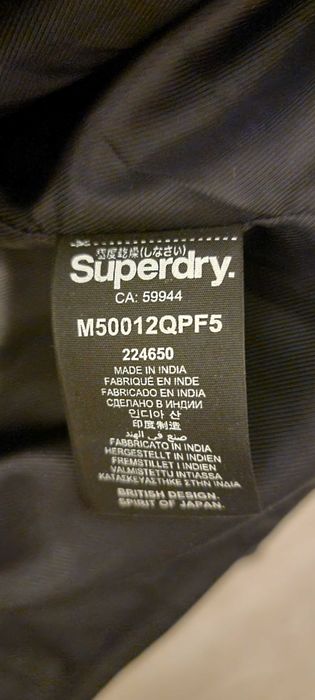 極度乾燥(しなさい)
Superdry.
CA: 59944
M50012QPF5
224650
MADE IN INDIA
FABRIQUÉ EN INDE
FABRICADO EN INDIA
СДЕЛАНО В ИНДИИ
인디아 산
印度制造
صنع في الهند
FABBRICATO IN INDIA
HERGESTELLT IN INDIEN
FREMSTILLET I INDIEN
VALMISTETTU INTIASSA
ΚΑΤΑΣΚΕΥΑΣΤΗΚΕ ΣΤΗΝ INDIA
BRITISH DESIGN.
SPIRIT OF JAPAN.